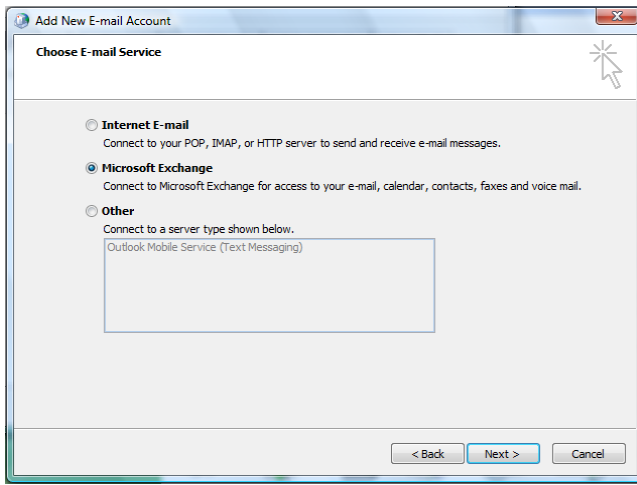 Add New E-mail Account
Choose E-mail Service
Internet E-mail
Connect to your POP, IMAP, or HTTP server to send and receive e-mail messages.
Microsoft Exchange
Connect to Microsoft Exchange for access to your e-mail, calendar, contacts, faxes and voice mail.
Other
Connect to a server type shown below.
Outlook Mobile Service (Text Messaging)
< Back Next > Cancel